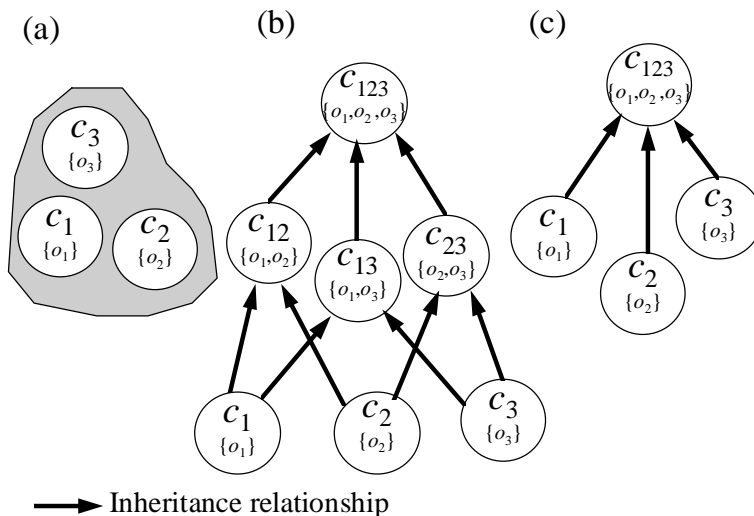 (a)
c3
{o3}
c1
{o1}
c2
{o2}
(b)
c123
{o1,o2,o3}
c12
{o1,o2}
c13
{o1,o3}
c23
{o2,o3}
c1
{o1}
c2
{o2}
c3
{o3}
(c)
c123
{o1,o2,o3}
c1
{o1}
c2
{o2}
c3
{o3}
Inheritance relationship